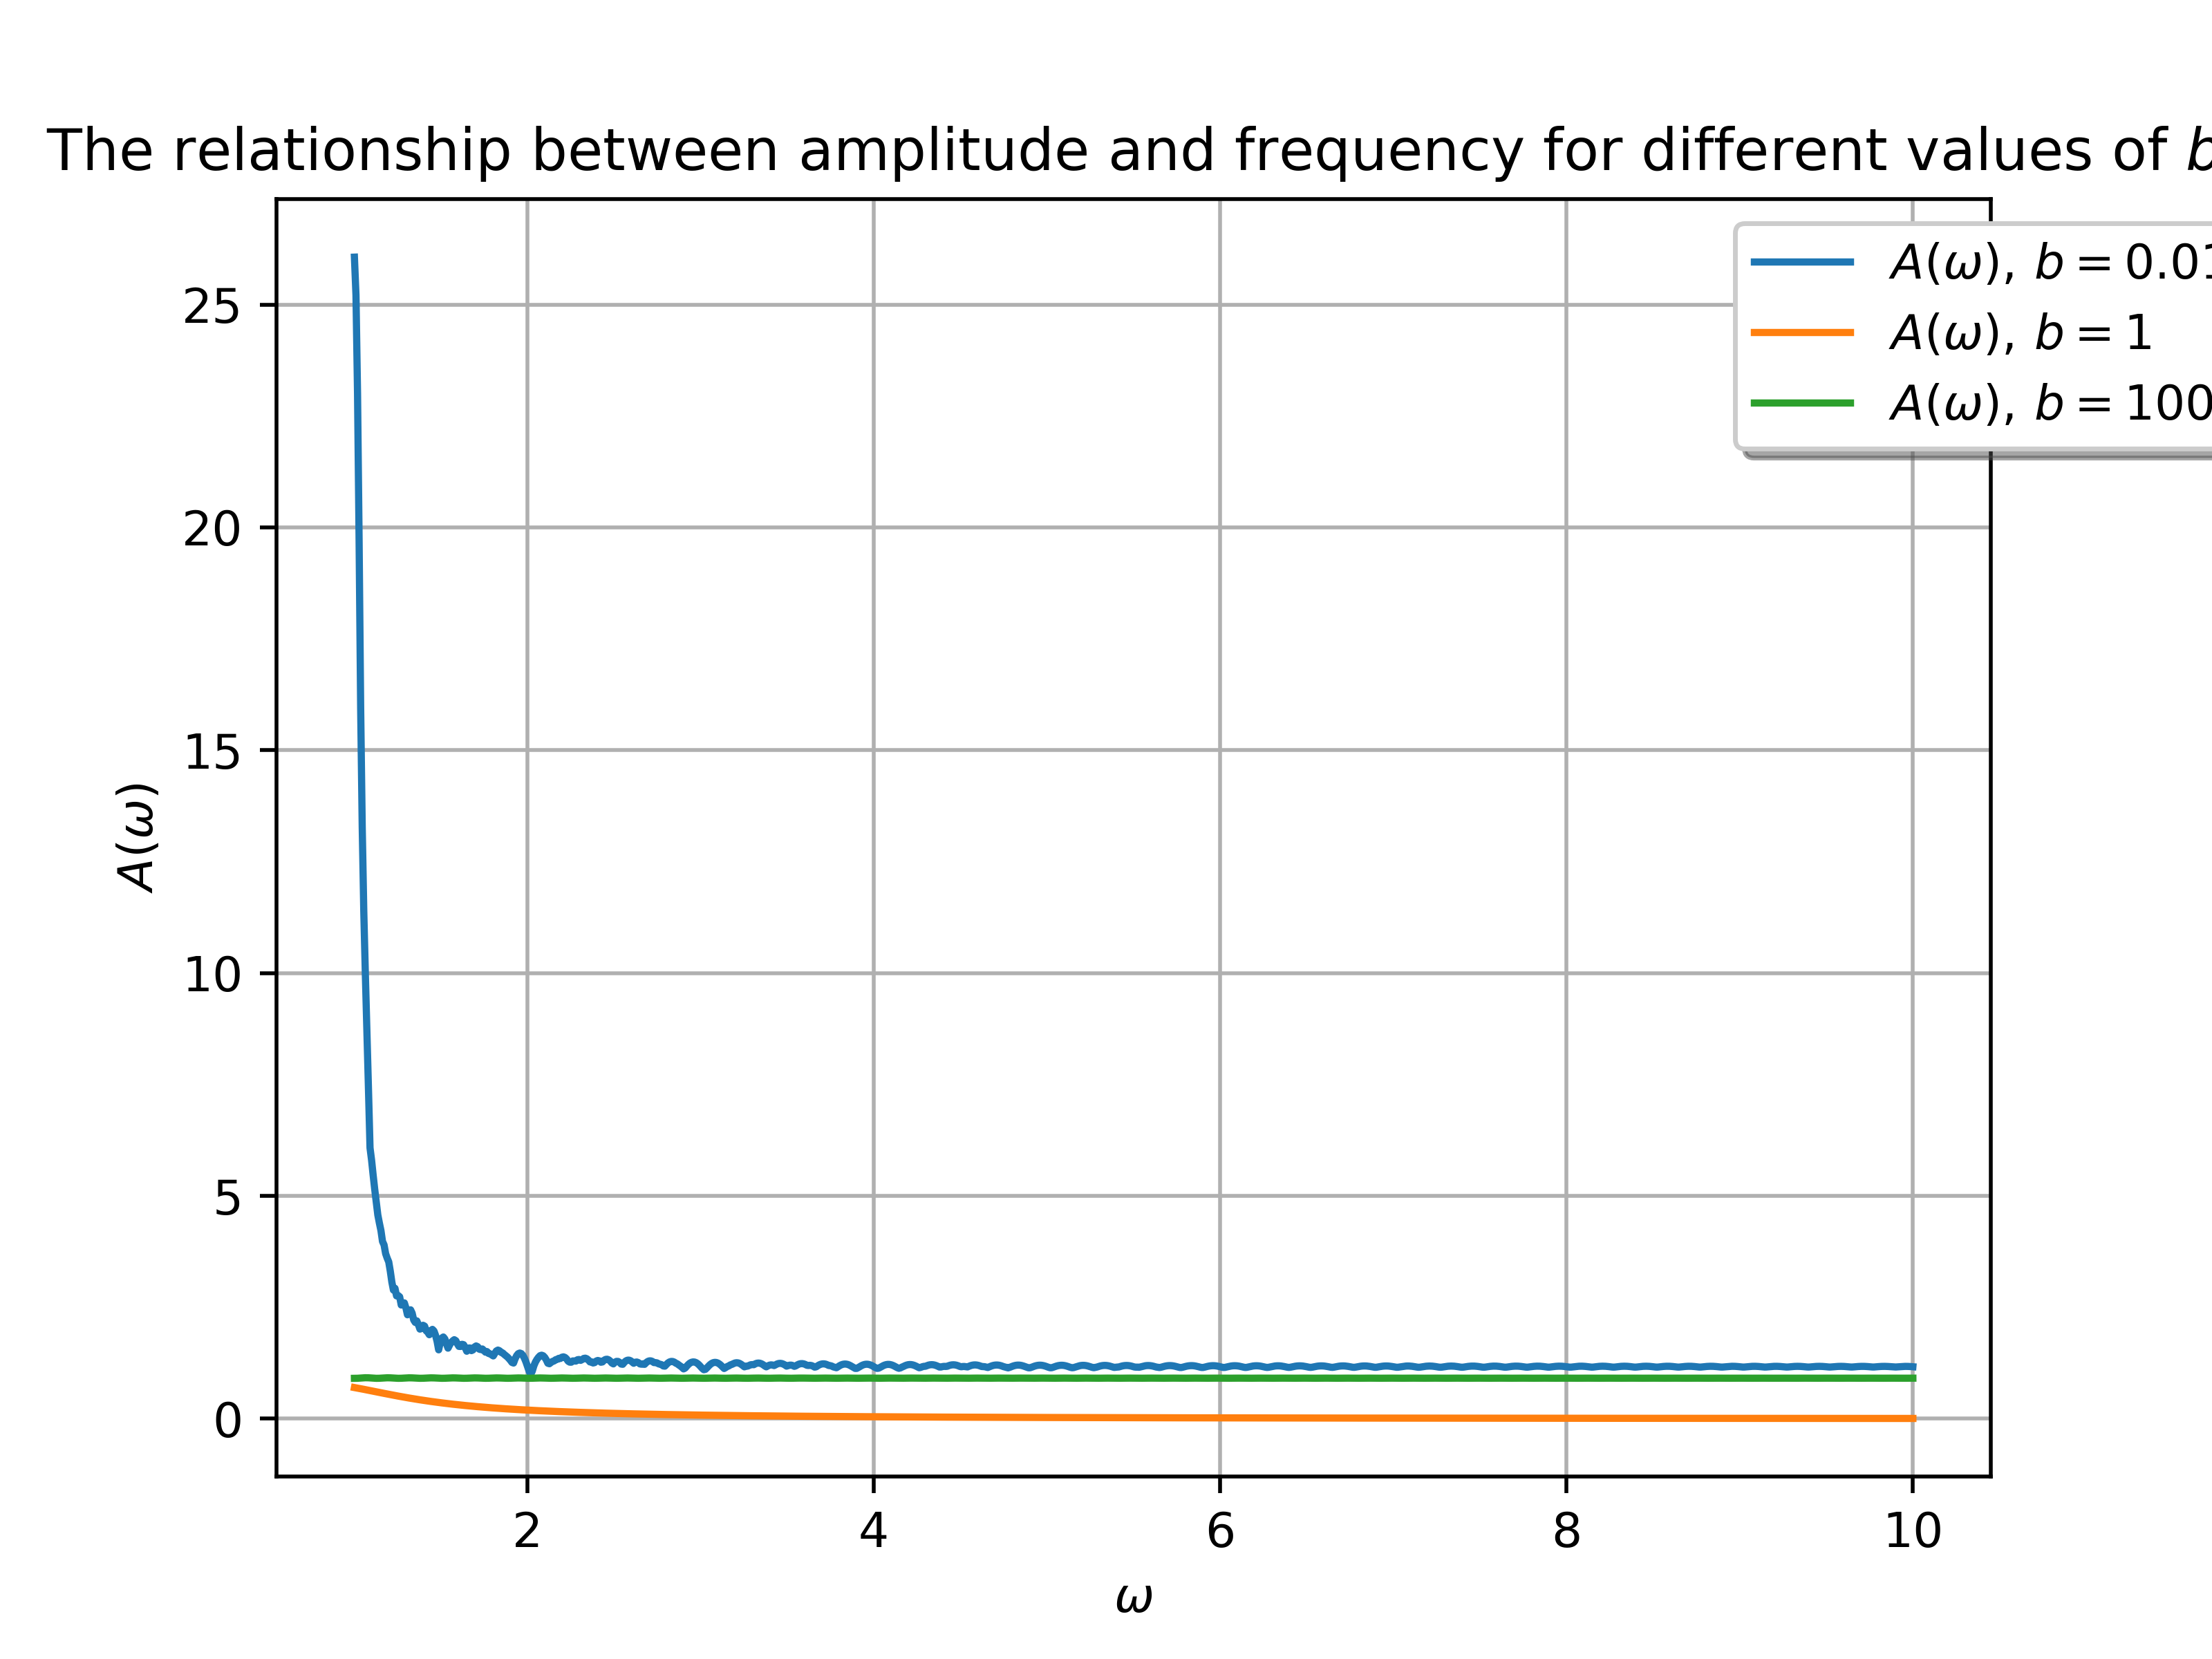 The relationship between amplitude and frequency for different values of b
A(ω), b = 0.01
A(ω), b = 1
A(ω), b = 100
25
20
15
10
5
0
A(ω)
2 4 6 8 10
ω